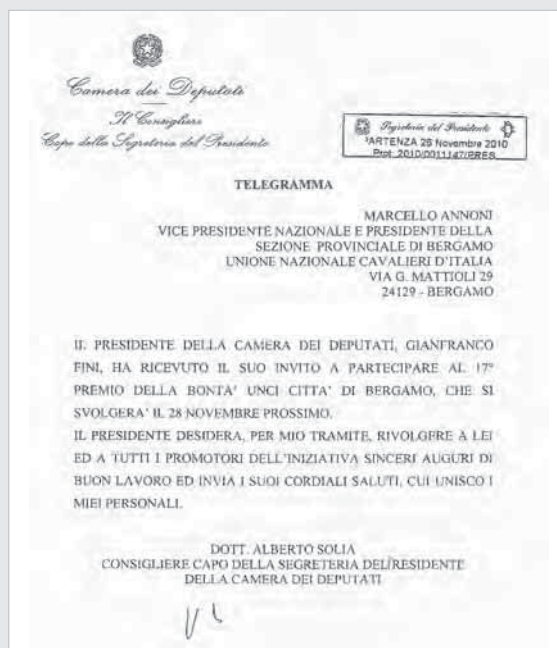 Camera dei Deputati
Il Consigliere
Capo della Segreteria del Presidente
Segreteria del Presidente
PARTENZA 25 Novembre 2010
Prot: 2010/0011147/PRES
TELEGRAMMA
MARCELLO ANNONI
VICE PRESIDENTE NAZIONALE E PRESIDENTE DELLA
SEZIONE PROVINCIALE DI BERGAMO
UNIONE NAZIONALE CAVALIERI D'ITALIA
VIA G. MATTIOLI 29
24129 - BERGAMO
IL PRESIDENTE DELLA CAMERA DEI DEPUTATI, GIANFRANCO
FINI, HA RICEVUTO IL SUO INVITO A PARTECIPARE AL 17°
PREMIO DELLA BONTA' UNCI CITTA' DI BERGAMO, CHE SI
SVOLGERA' IL 28 NOVEMBRE PROSSIMO.
IL PRESIDENTE DESIDERA, PER MIO TRAMITE, RIVOLGERE A LEI
ED A TUTTI I PROMOTORI DELL'INIZIATIVA SINCERI AUGURI DI
BUON LAVORO ED INVIA I SUOI CORDIALI SALUTI, CUI UNISCO I
MIEI PERSONALI.
DOTT. ALBERTO SOLIA
CONSIGLIERE CAPO DELLA SEGRETERIA DEL PRESIDENTE
DELLA CAMERA DEI DEPUTATI